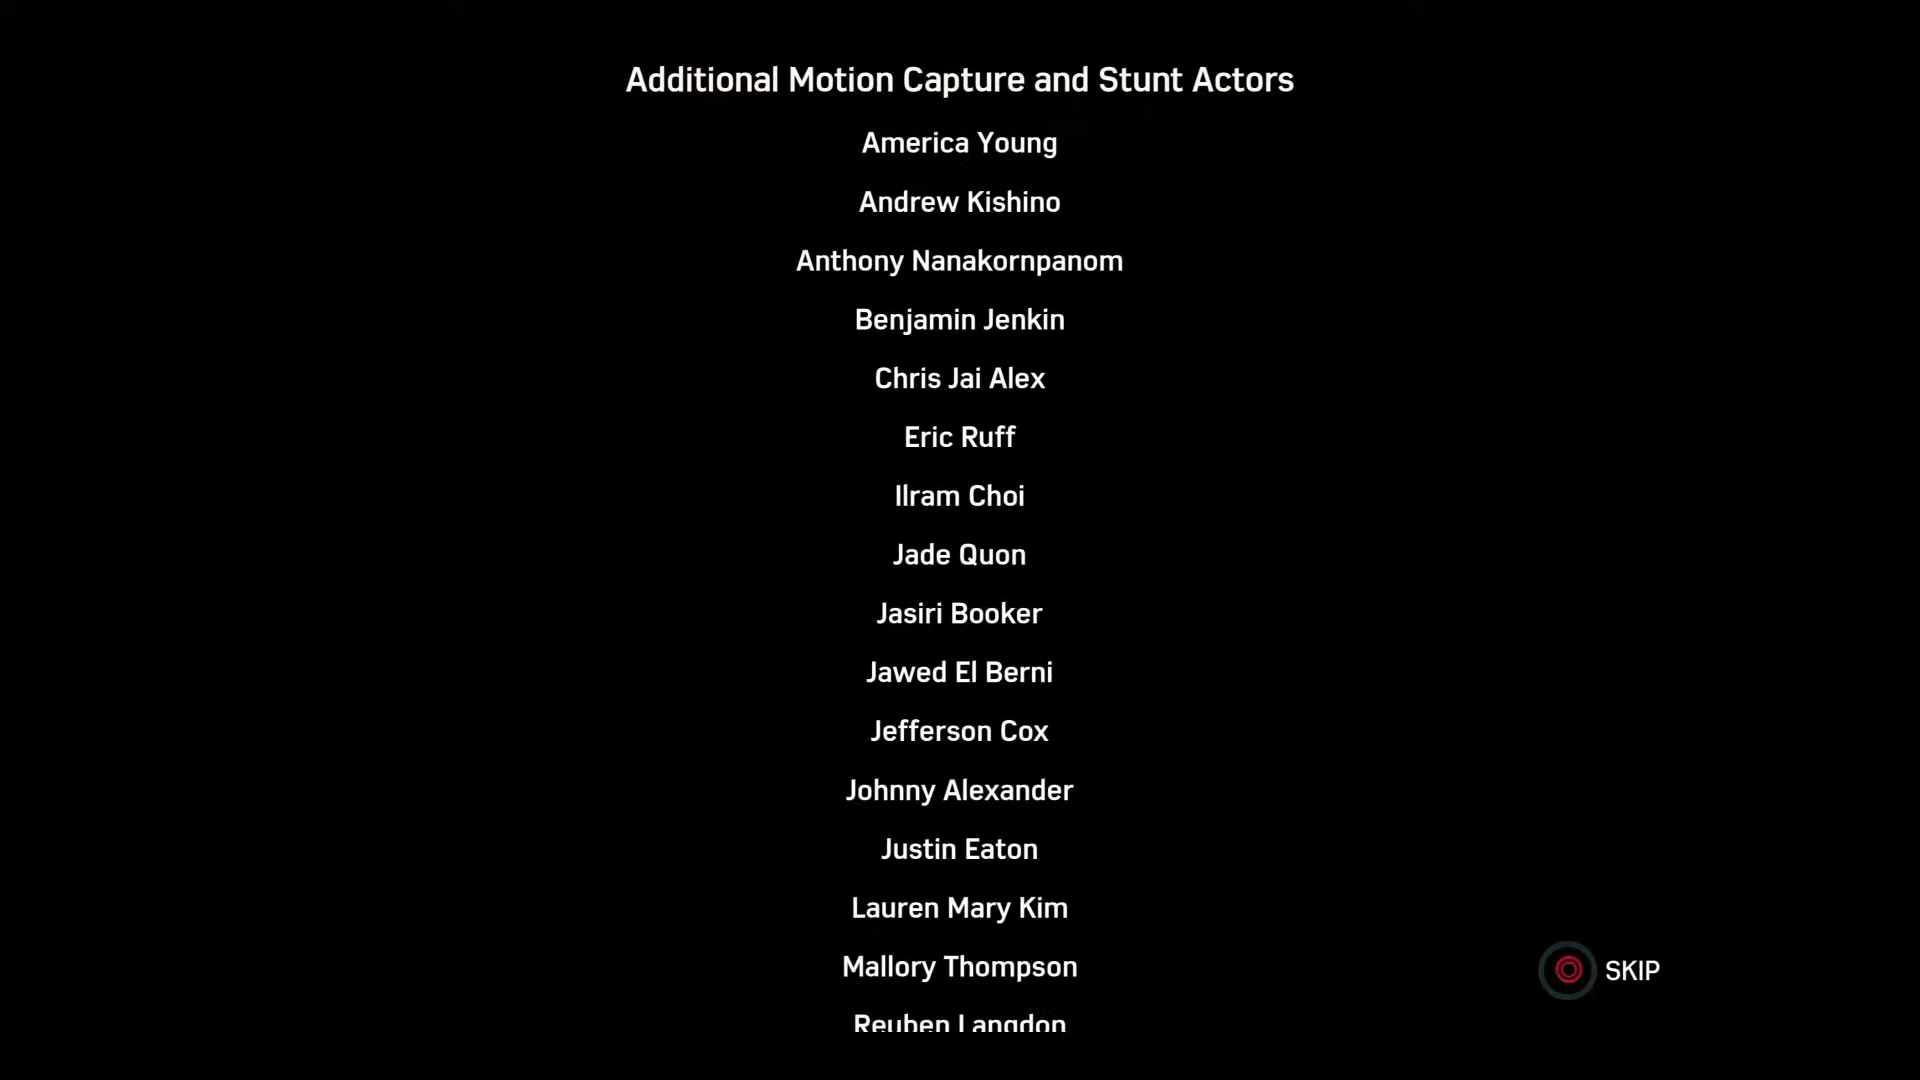 Additional Motion Capture and Stunt Actors
America Young
Andrew Kishino
Anthony Nanakornpanom
Benjamin Jenkin
Chris Jai Alex
Eric Ruff
Ilram Choi
Jade Quon
Jasiri Booker
Jawed El Berni
Jefferson Cox
Johnny Alexander
Justin Eaton
Lauren Mary Kim
Mallory Thompson
SKIP
Reuben Langdon